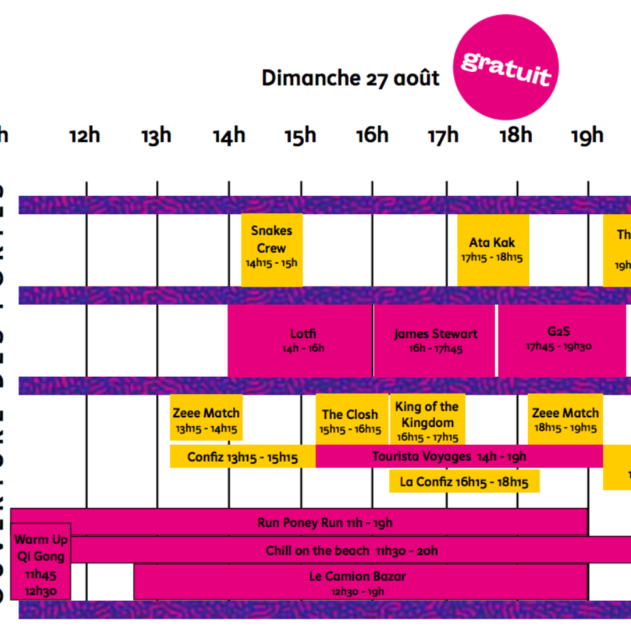 gratuit
Dimanche 27 août
h 12h 13h 14h 15h 16h 17h 18h 19h
Snakes
Crew
14h15 - 15h
Ata Kak
17h15 - 18h15
Th
19h
Lotfi
14h - 16h
James Stewart
16h - 17h45
G2S
17h45 - 19h30
Zeee Match
13h15 - 14h15
The Closh
15h15 - 16h15
King of the
Kingdom
16h15 - 17h15
Zeee Match
18h15 - 19h15
Confiz 13h15 - 15h15
Tourista Voyages 14h - 19h
La Confiz 16h15 - 18h15
Run Poney Run 11h - 19h
Warm Up
Qi Gong
11h45
12h30
Chill on the beach 11h30 - 20h
Le Camion Bazar
12h30 - 19h